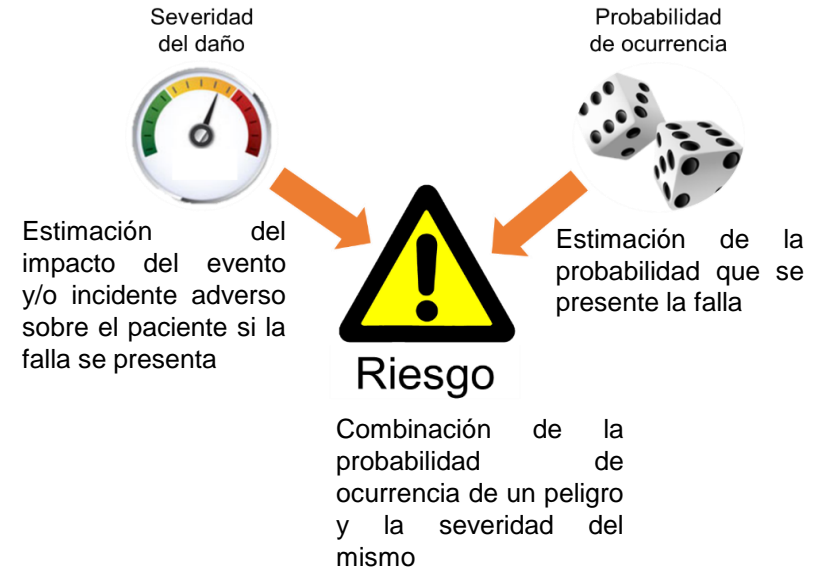 Severidad
del daño
Probabilidad
de ocurrencia
Estimación del
impacto del evento
y/o incidente adverso
sobre el paciente si la
falla se presenta
Estimación de la
probabilidad que se
presente la falla
Riesgo
Combinación de la
probabilidad de
ocurrencia de un peligro
y la severidad del
mismo